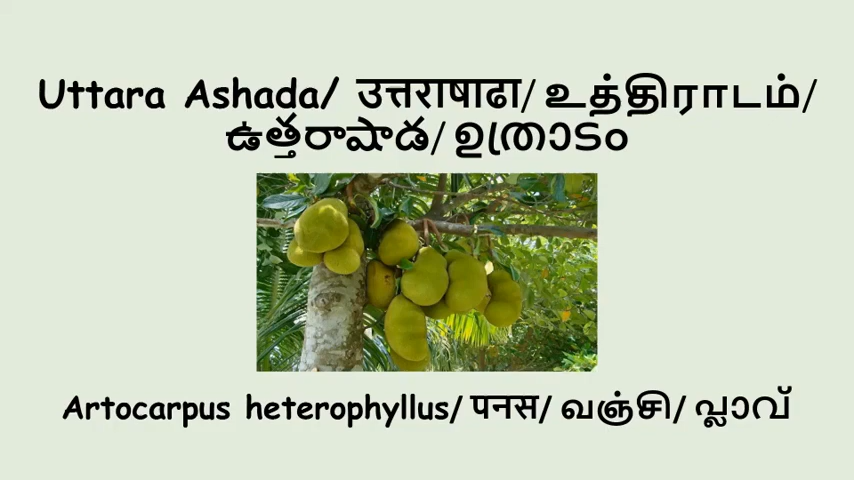 Uttara Ashada/ उत्तराषाढा/ உத்திராடம்/
ఉత్తరాషాడ/ ഉത്രാടം
Artocarpus heterophyllus/ पनस/ வஞ்சி/ പ്ലാവ്